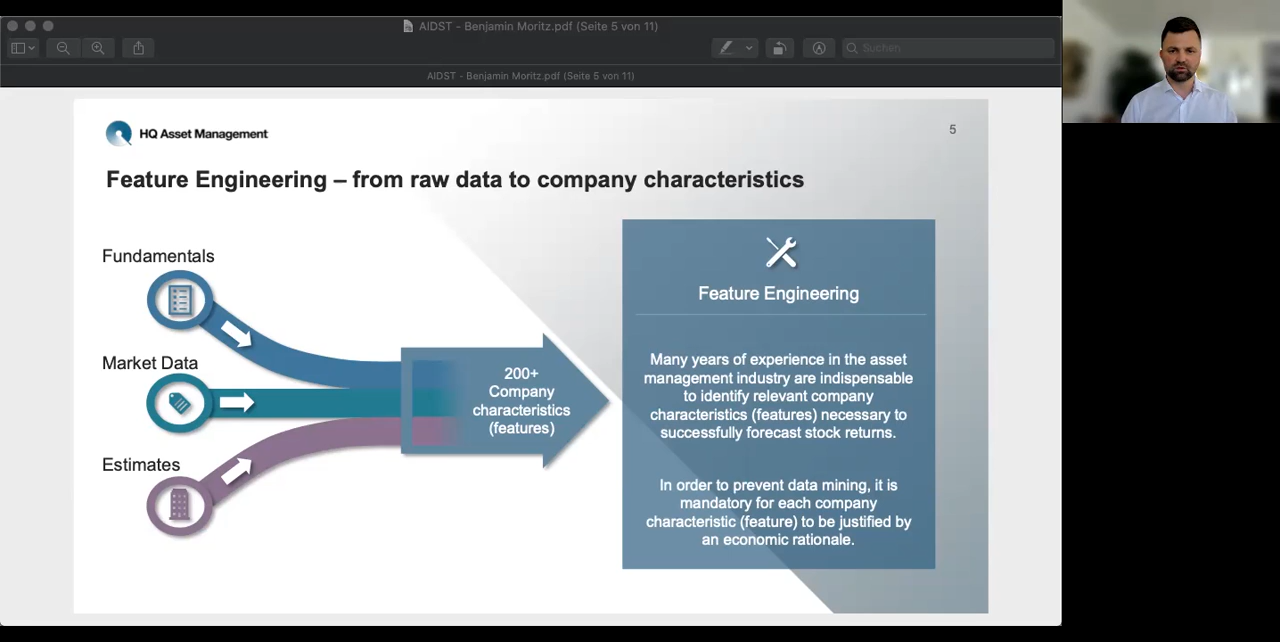 AIDST - Benjamin Moritz.pdf (Seite 5 von 11)
Suchen
AIDST - Benjamin Moritz.pdf (Seite 5 von 11)
HQ Asset Management
5
Feature Engineering – from raw data to company characteristics
Fundamentals
Market Data
Estimates
200+
Company
characteristics
(features)
Feature Engineering
Many years of experience in the asset
management industry are indispensable
to identify relevant company
characteristics (features) necessary to
successfully forecast stock returns.
In order to prevent data mining, it is
mandatory for each company
characteristic (feature) to be justified by
an economic rationale.